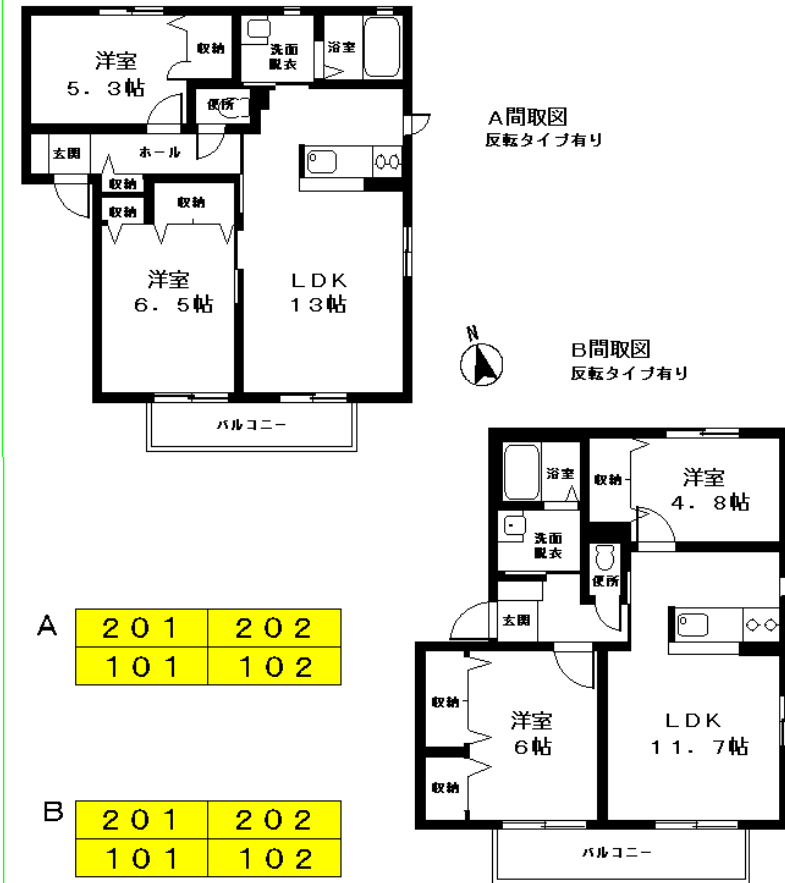 洋室
5．3帖
収納
洗面
脱衣
浴室
便所
玄関
ホール
収納
収納
収納
洋室
6．5帖
LDK
13帖
バルコニー
A間取図
反転タイプ有り
N
B間取図
反転タイプ有り
浴室
収納
洋室
4．8帖
洗面
脱衣
便所
玄関
収納
洋室
6帖
収納
LDK
11．7帖
バルコニー
A
201 202
101 102
B
201 202
101 102